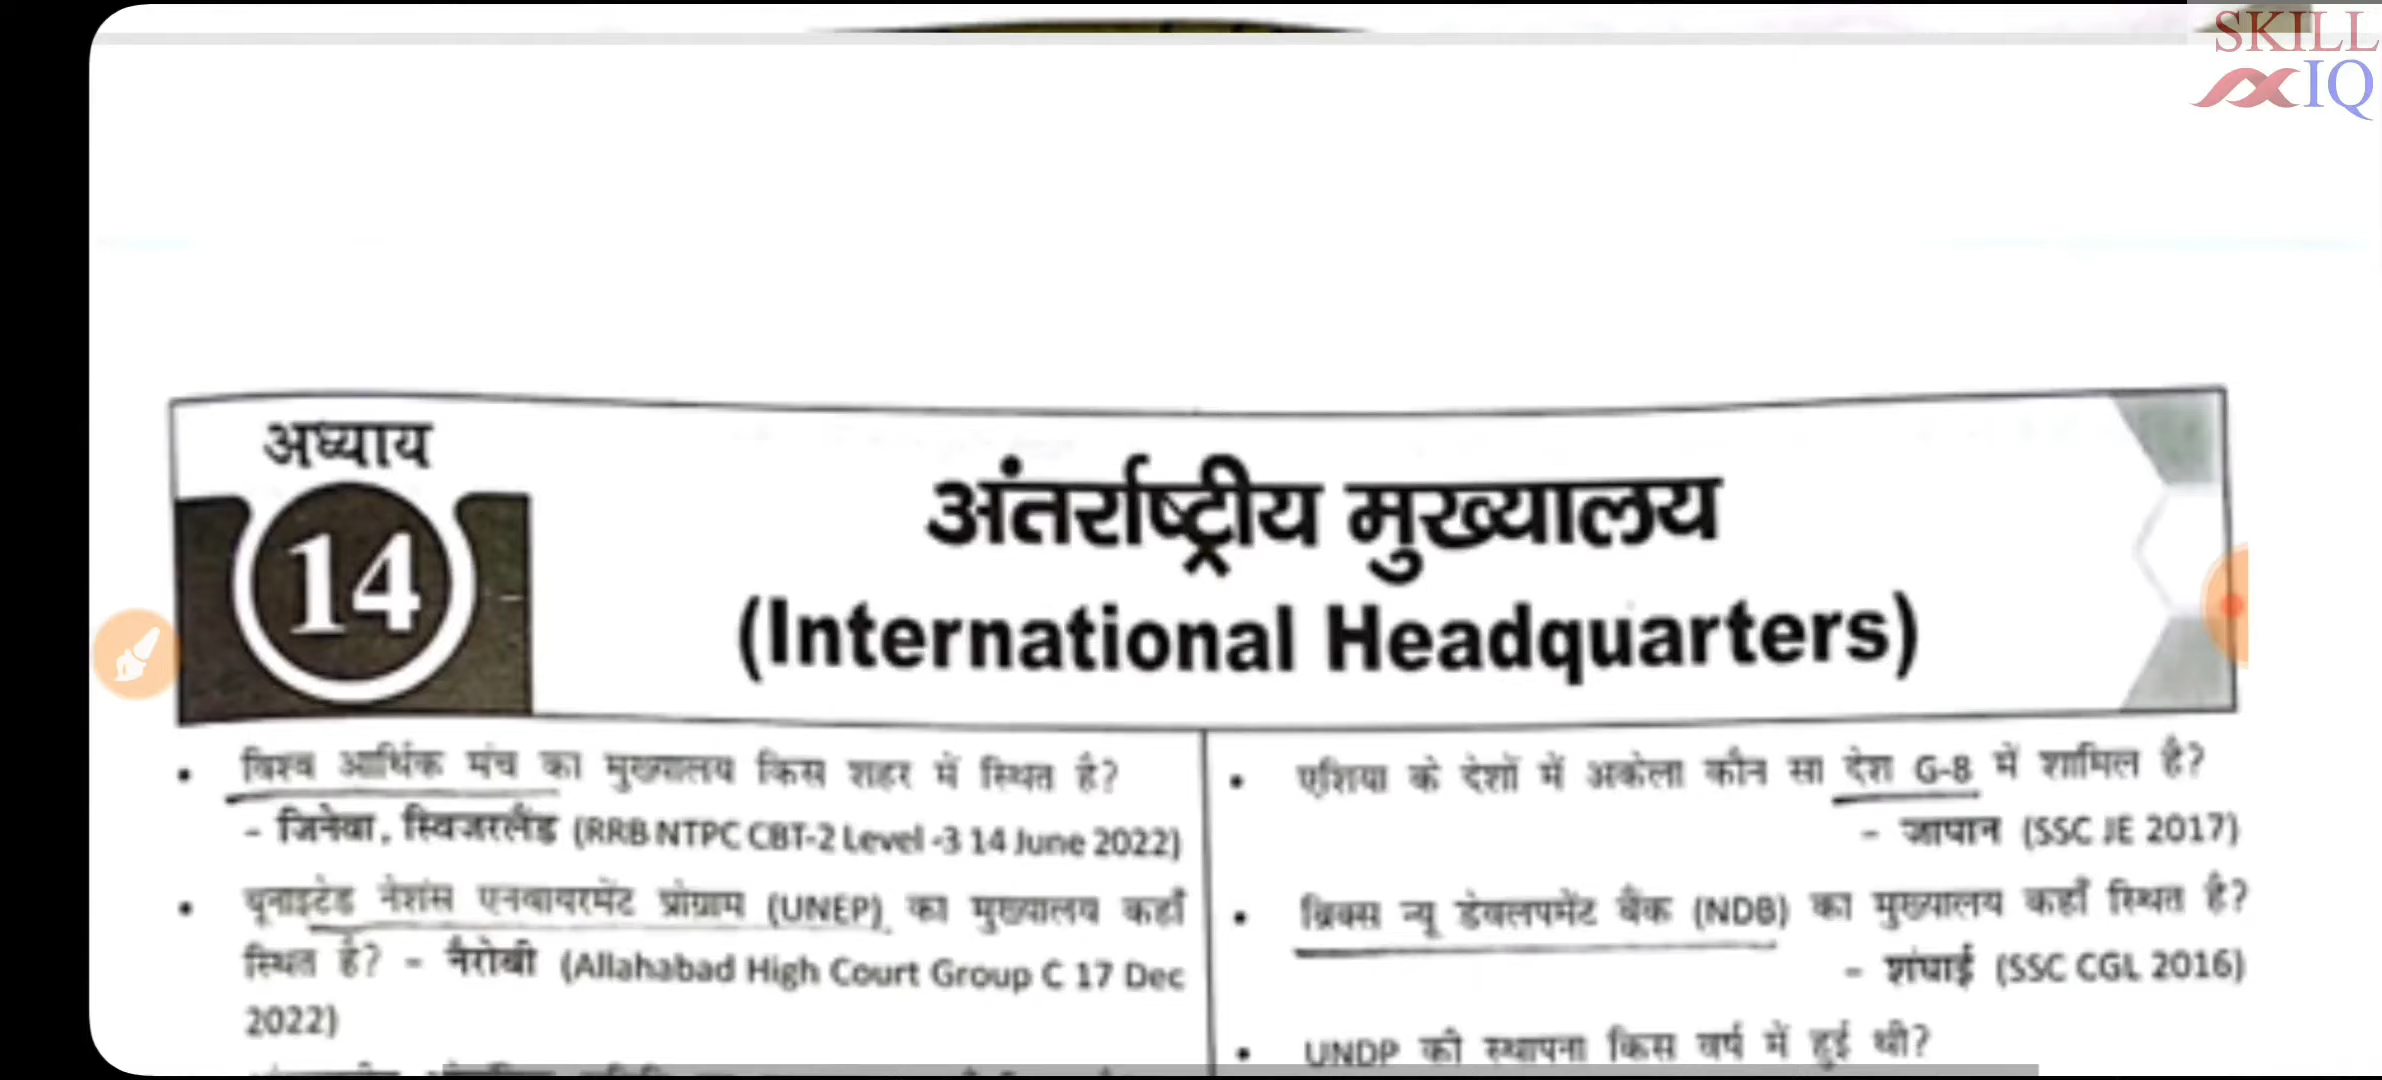 SKILL
IQ
अध्याय
14
अंतर्राष्ट्रीय मुख्यालय
(International Headquarters)
• विश्व आर्थिक मंच का मुख्यालय किस शहर में स्थित है?
- जिनेवा, स्विजरलैंड (RRB NTPC CBT-2 Level -3 14 June 2022)
• यूनाइटेड नेशंस एनवायरमेंट प्रोग्राम (UNEP) का मुख्यालय कहाँ
स्थित है? - नैरोबी (Allahabad High Court Group C 17 Dec
2022)
• एशिया के देशों में अकेला कौन सा देश G-8 में शामिल है?
- जापान (SSC JE 2017)
• ब्रिक्स न्यू डेवलपमेंट बैंक (NDB) का मुख्यालय कहाँ स्थित है?
- शंघाई (SSC CGL 2016)
• UNDP की स्थापना किस वर्ष में हुई थी?